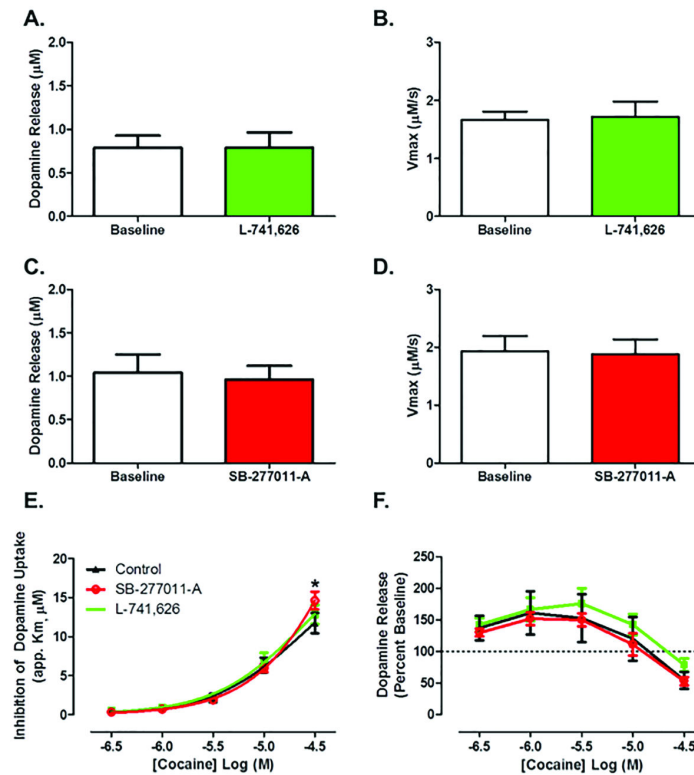 A.
Dopamine Release (µM)
2.0
1.5
1.0
0.5
0.0
Baseline
L-741,626
B.
Vmax (µM/s)
3
2
1
0
Baseline
L-741,626
C.
Dopamine Release (µM)
2.0
1.5
1.0
0.5
0.0
Baseline
SB-277011-A
D.
Vmax (µM/s)
3
2
1
0
Baseline
SB-277011-A
E
Inhibition of Dopamine Uptake
(app. Km, µM)
20
15
10
5
0
Control
SB-277011-A
L-741,626
*
-6.5 -6.0 -5.5 -5.0 -4.5
[Cocaine] Log (M)
F.
Dopamine Release
(Percent Baseline)
250
200
150
100
50
0
-6.5 -6.0 -5.5 -5.0 -4.5
[Cocaine] Log (M)